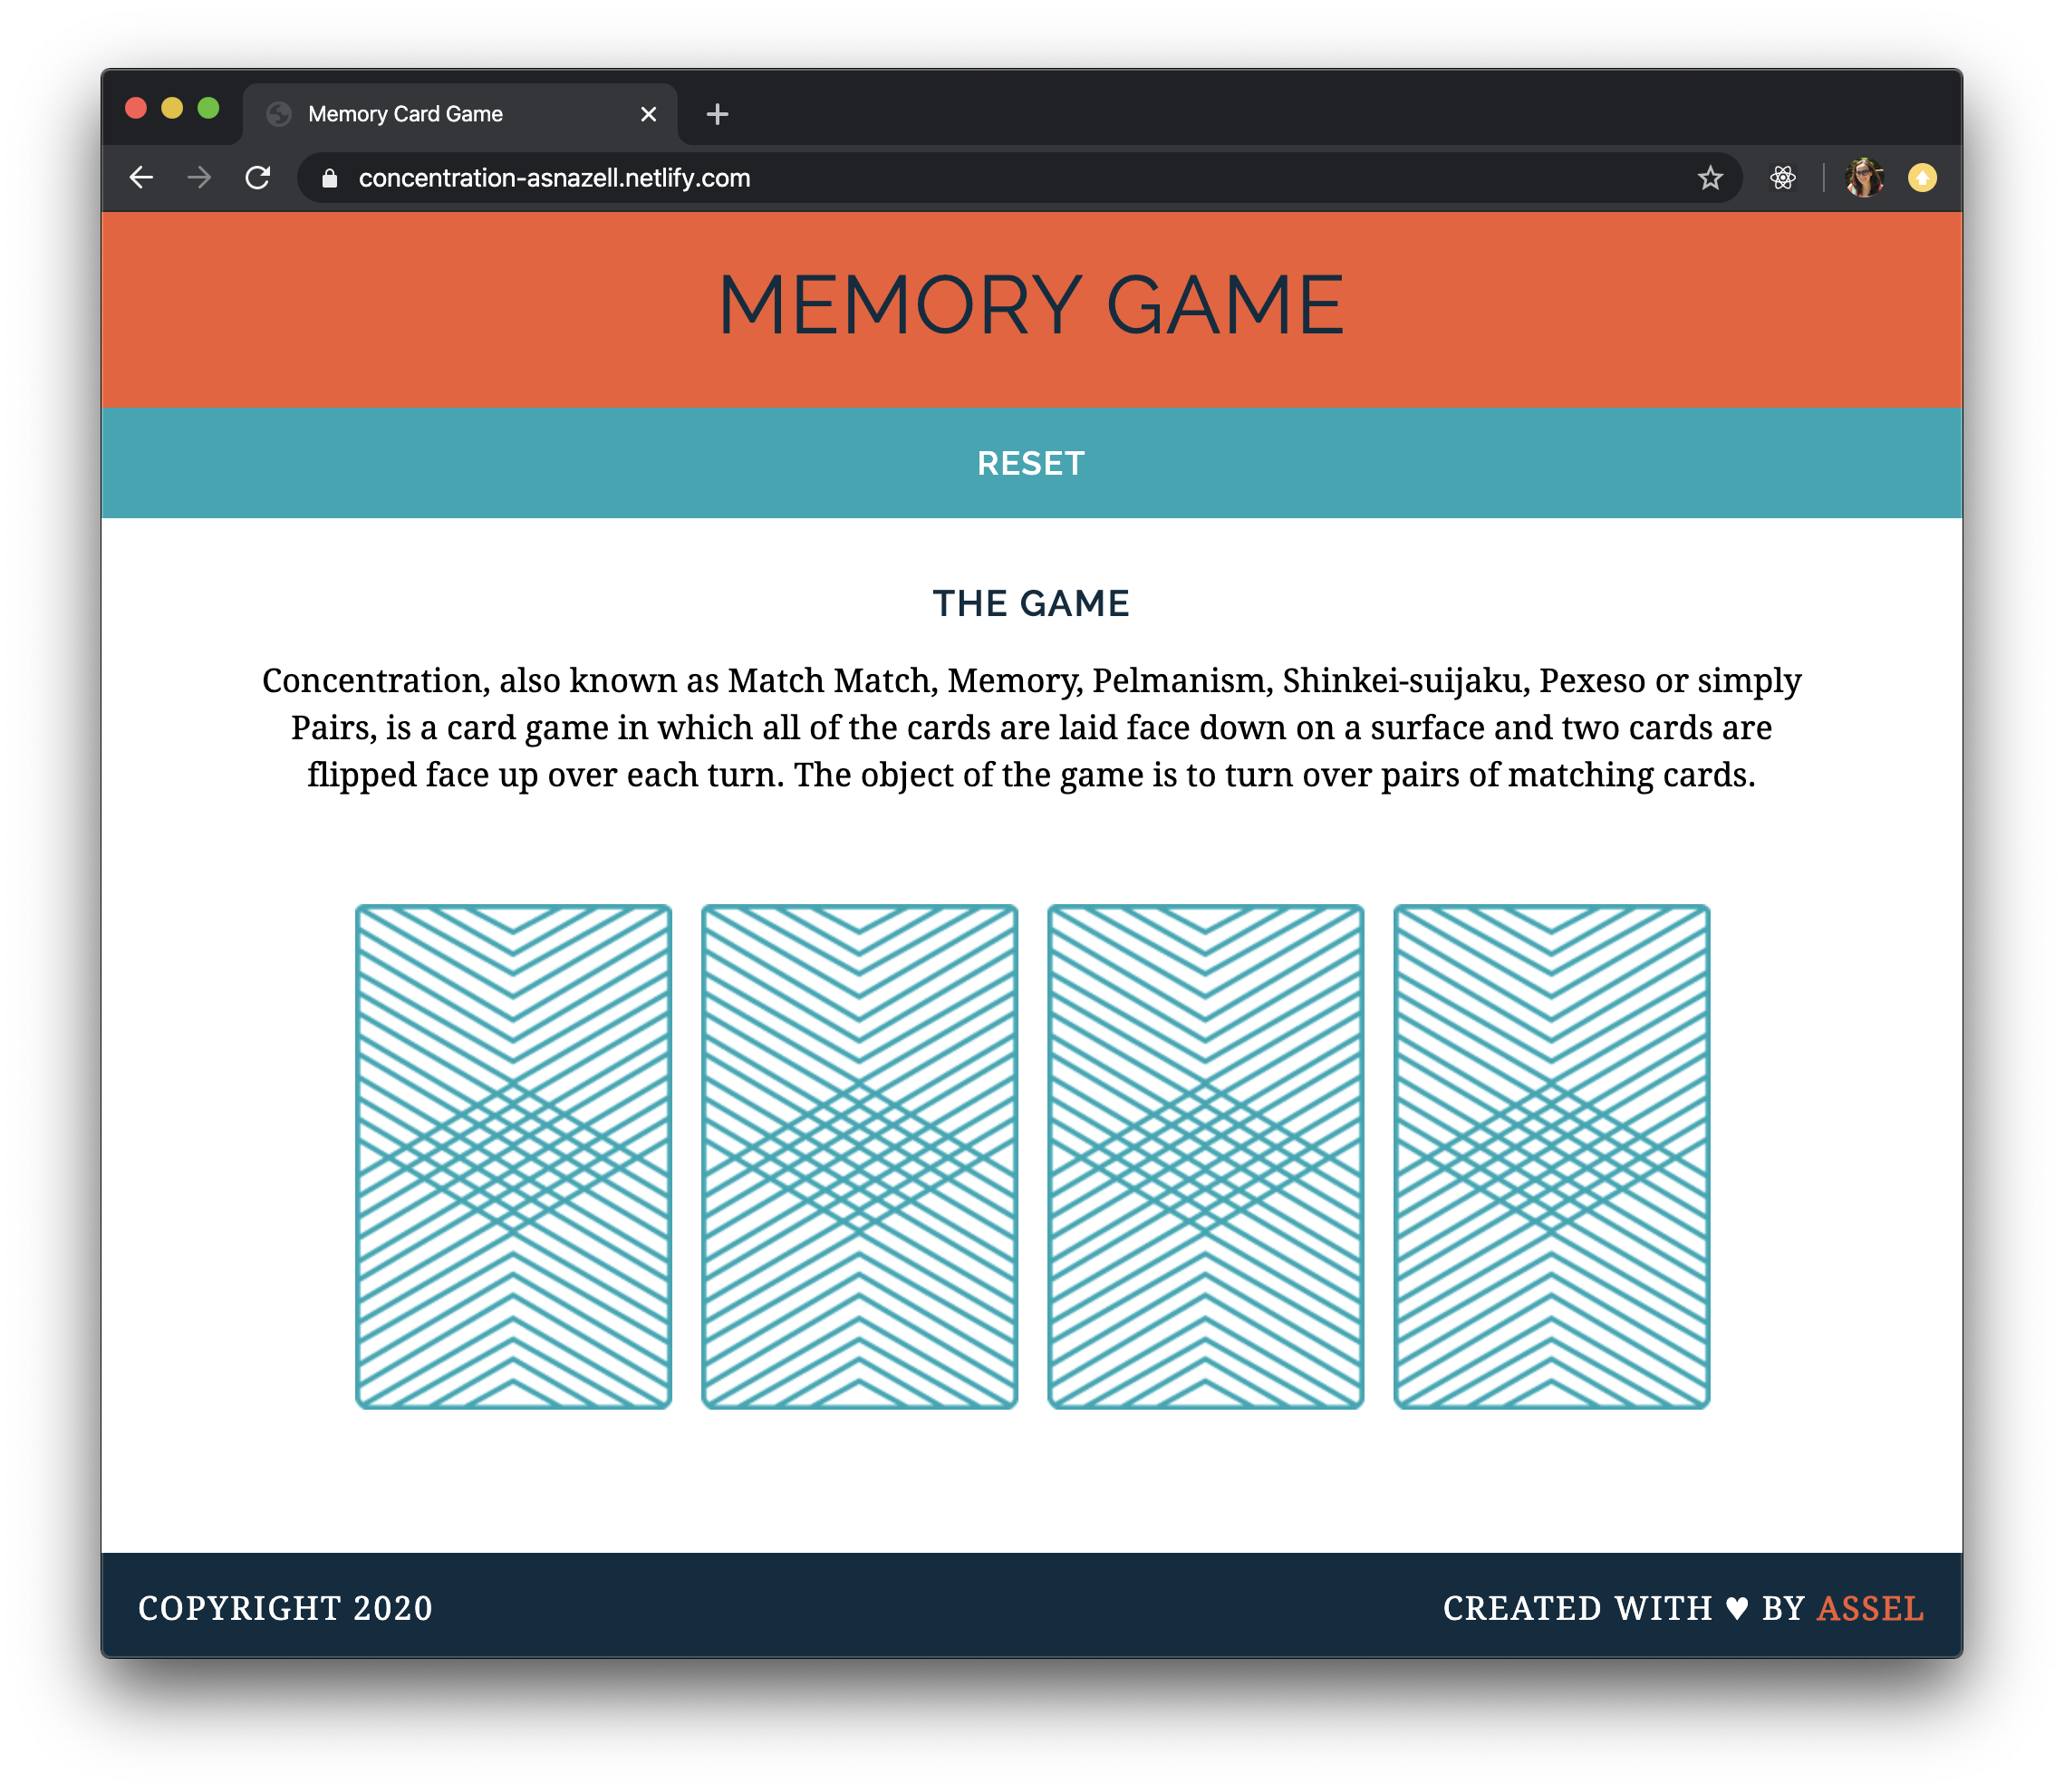 Memory Card Game
concentration-asnazell.netlify.com
MEMORY GAME
RESET
THE GAME
Concentration, also known as Match Match, Memory, Pelmanism, Shinkei-suijaku, Pexeso or simply
Pairs, is a card game in which all of the cards are laid face down on a surface and two cards are
flipped face up over each turn. The object of the game is to turn over pairs of matching cards.
COPYRIGHT 2020
CREATED WITH ♥ BY ASSEL